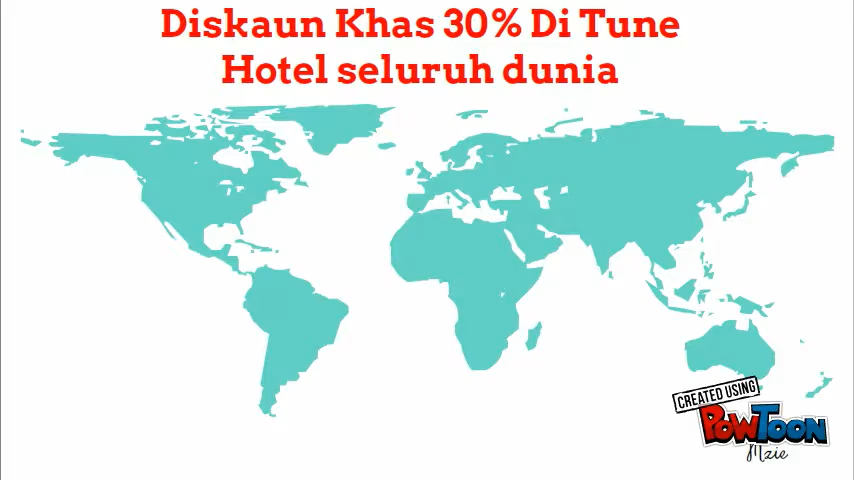 Diskaun Khas 30% Di Tune
Hotel seluruh dunia
CREATED USING
POWTOON
Mzie